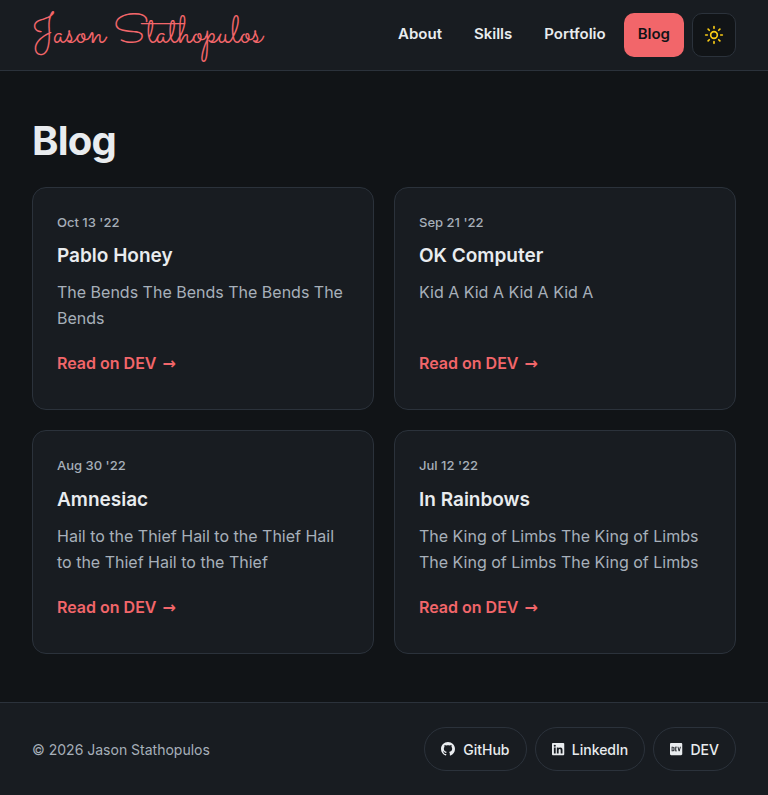 Jason Stathopulos
About
Skills
Portfolio
Blog
Blog
Oct 13 '22
Pablo Honey
The Bends The Bends The Bends The
Bends
Read on DEV →
Sep 21 '22
OK Computer
Kid A Kid A Kid A Kid A
Read on DEV →
Aug 30 '22
Amnesiac
Hail to the Thief Hail to the Thief Hail
to the Thief Hail to the Thief
Read on DEV →
Jul 12 '22
In Rainbows
The King of Limbs The King of Limbs
The King of Limbs The King of Limbs
Read on DEV →
© 2026 Jason Stathopulos
GitHub
LinkedIn
DEV DEV